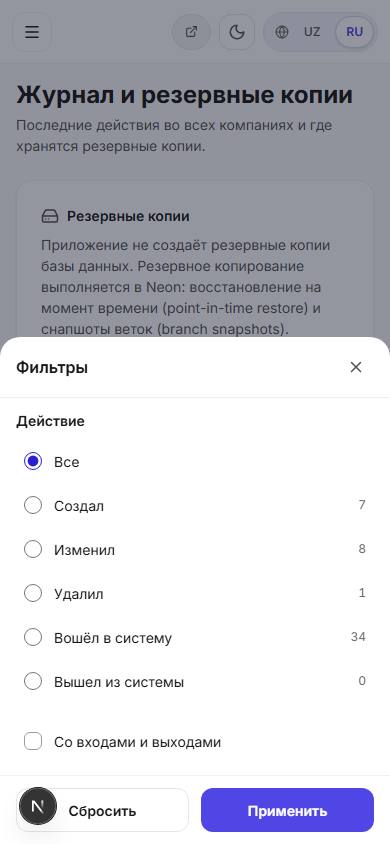 UZ
RU
Журнал и резервные копии
Последние действия во всех компаниях и где
хранятся резервные копии.
Резервные копии
Приложение не создаёт резервные копии
базы данных. Резервное копирование
выполняется в Neon: восстановление на
момент времени (point-in-time restore) и
снапшоты веток (branch snapshots).
Фильтры
Действие
Все
Создал 7
Изменил 8
Удалил 1
Вошёл в систему 34
Вышел из системы 0
Со входами и выходами
N
Сбросить
Применить